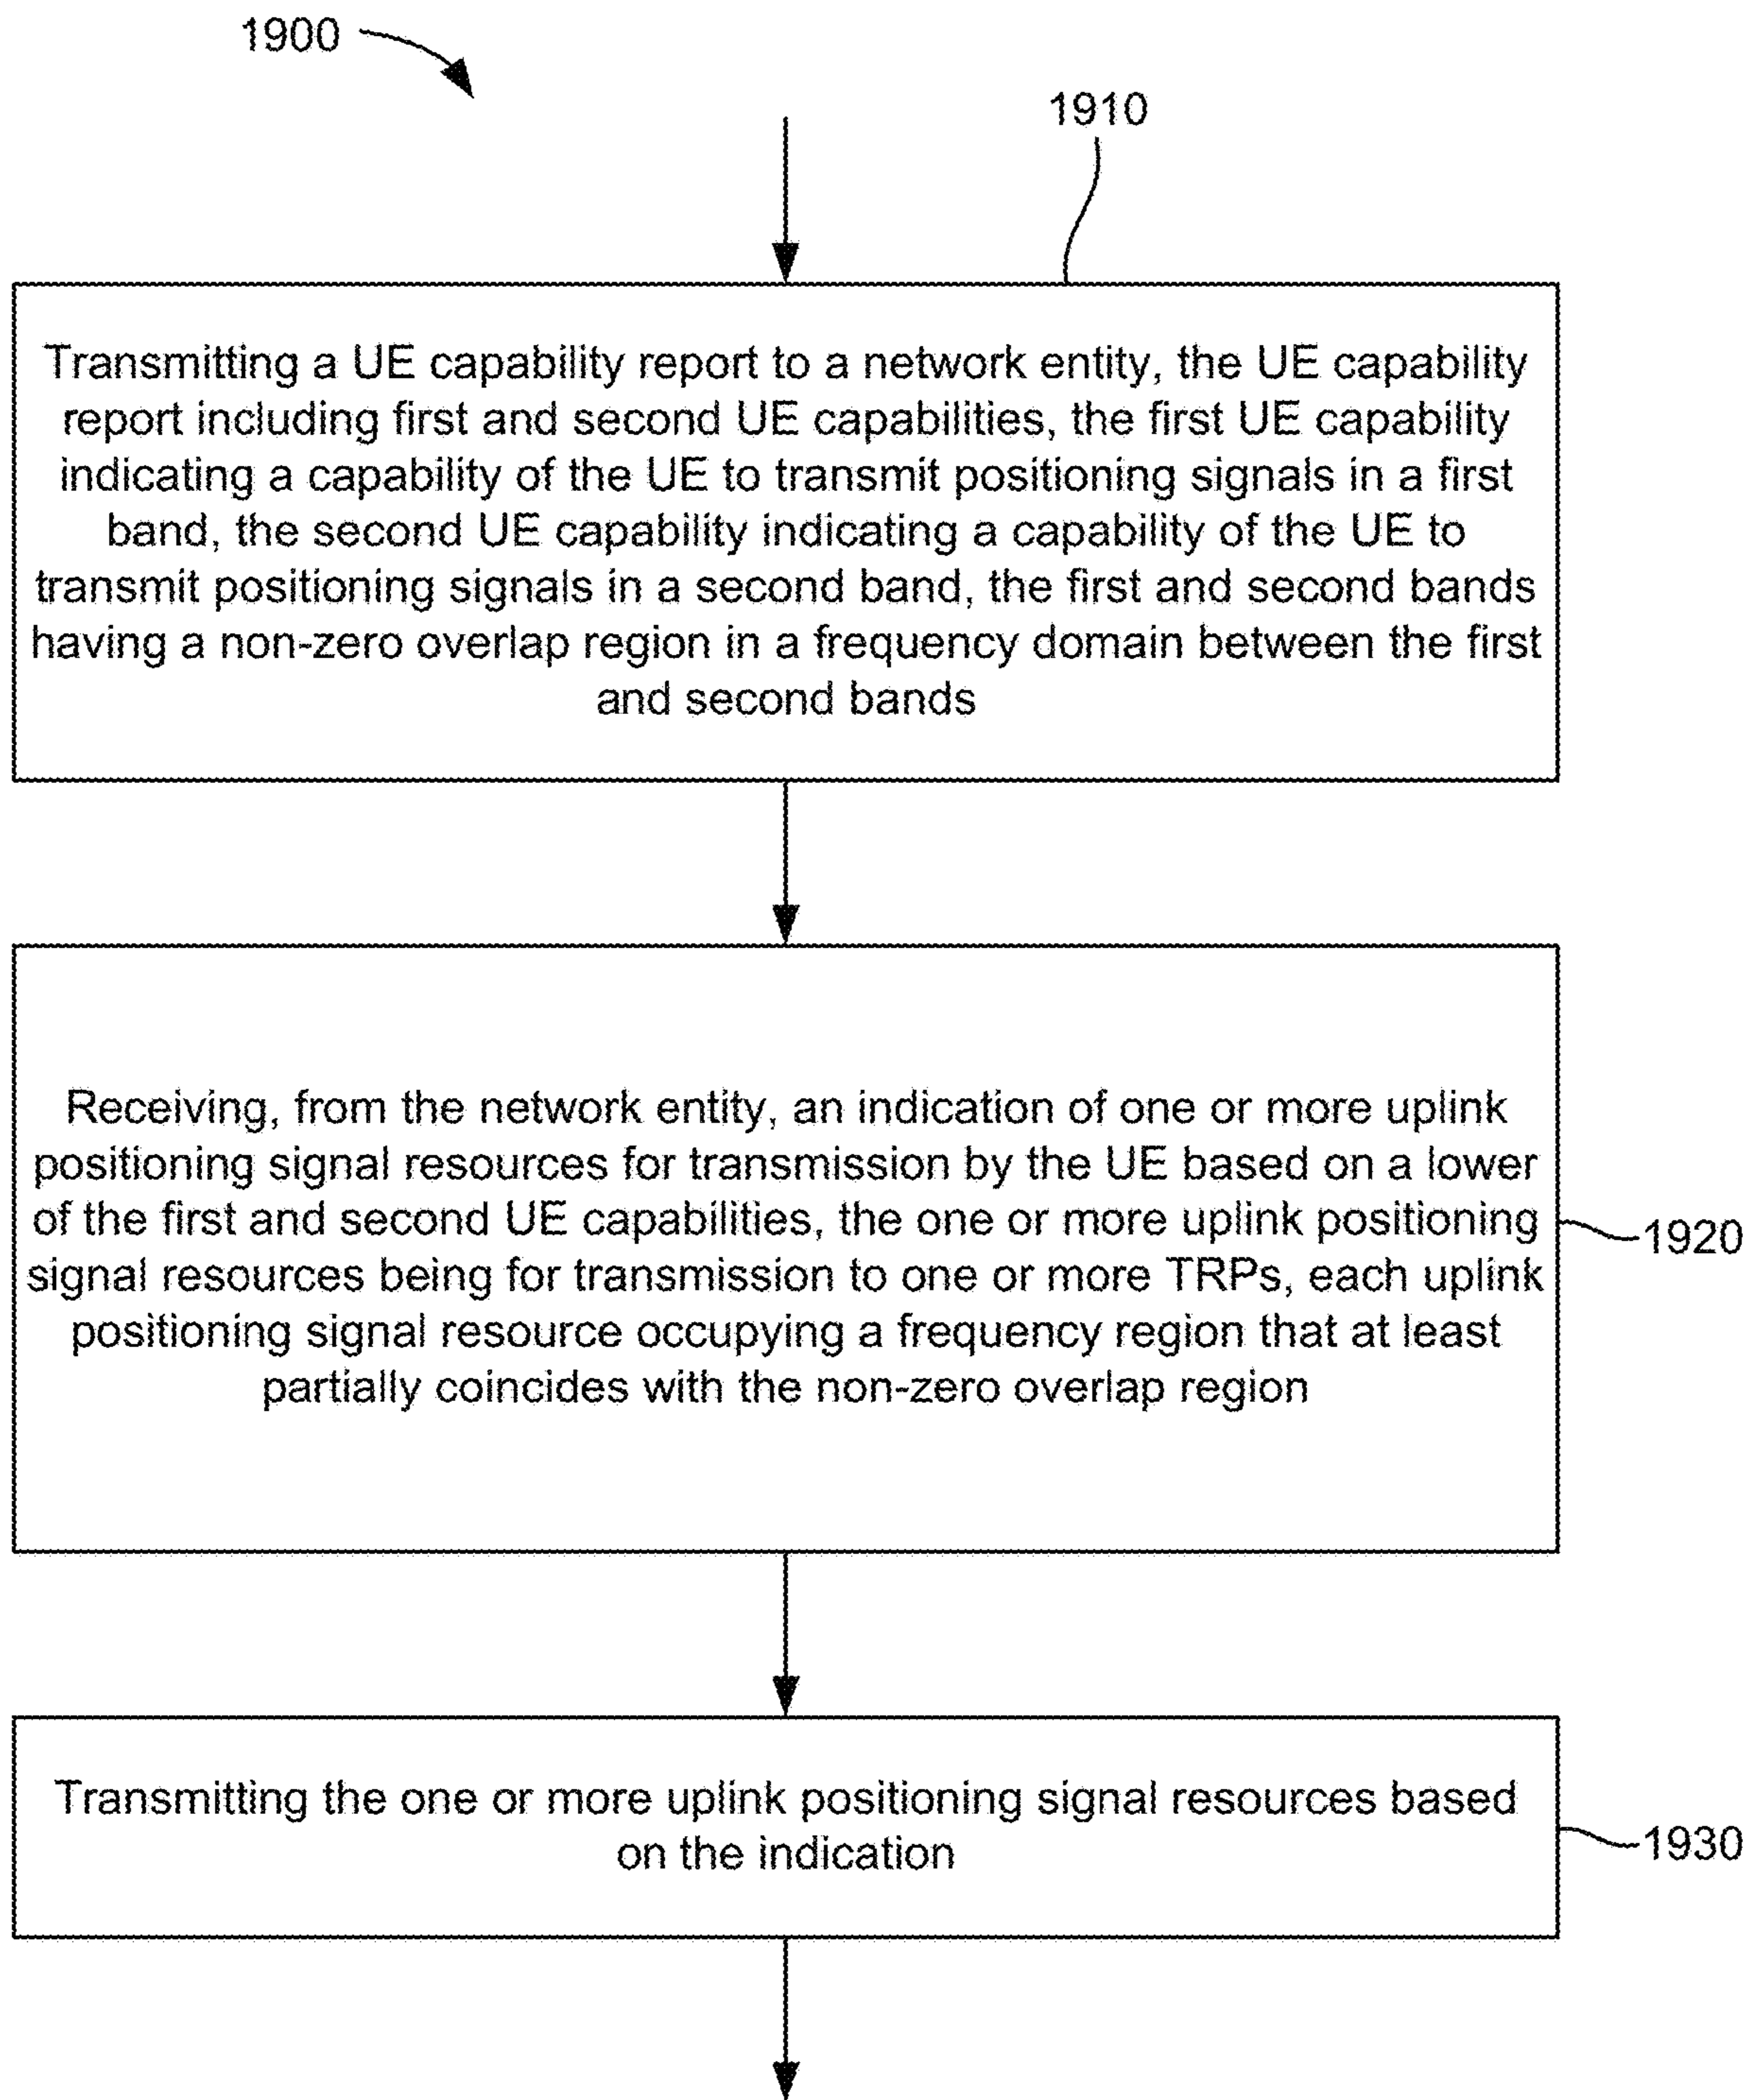 1900
1910
Transmitting a UE capability report to a network entity, the UE capability
report including first and second UE capabilities, the first UE capability
indicating a capability of the UE to transmit positioning signals in a first
band, the second UE capability indicating a capability of the UE to
transmit positioning signals in a second band, the first and second bands
having a non-zero overlap region in a frequency domain between the first
and second bands
Receiving, from the network entity, an indication of one or more uplink
positioning signal resources for transmission by the UE based on a lower
of the first and second UE capabilities, the one or more uplink positioning
signal resources being for transmission to one or more TRPs, each uplink
positioning signal resource occupying a frequency region that at least
partially coincides with the non-zero overlap region
1920
Transmitting the one or more uplink positioning signal resources based
on the indication
1930